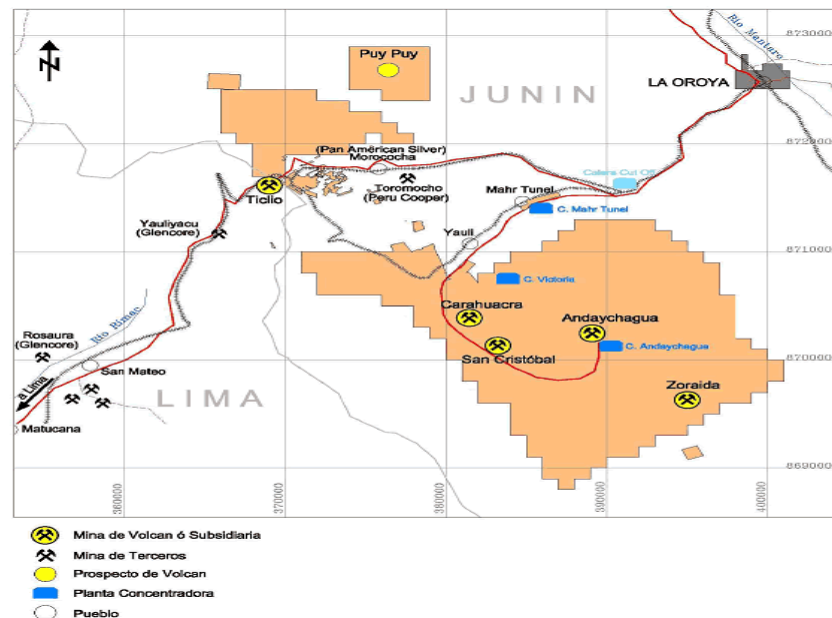 N
Puy Puy
JUNIN
Rio Mantaro
LA OROYA
8730000
8720000
8710000
8700000
8690000
(Pan Américan Silver)
Morococha
Toromocho
(Peru Cooper)
Ticlio
Calera Cut Off
Mahr Tunel
C. Mahr Tunel
Yauliyacu
(Glencore)
Yauli
C. Victoria
Carahuacra
Andaychagua
San Cristóbal
C. Andaychagua
Zoraida
Rosaura
(Glencore)
Rio Rimac
San Mateo
a Lima
LIMA
Matucana
360000
370000
380000
390000
400000
Mina de Volcan ó Subsidiaria
Mina de Terceros
Prospecto de Volcan
Planta Concentradora
Pueblo